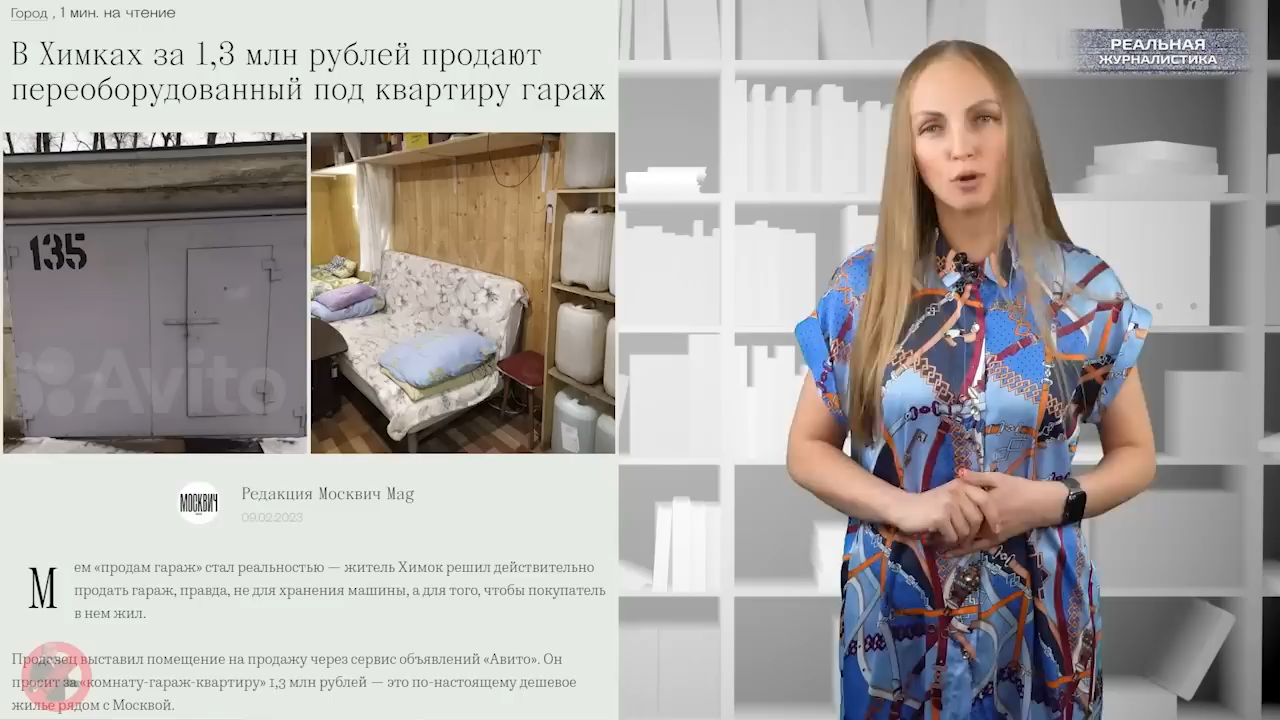 Город , 1 мин. на чтение
В Химках за 1,3 млн рублей продают
переоборудованный под квартиру гараж
135
Avito
МОСКВИЧ
Редакция Москвич Mag
09.02.2023
Мем «продам гараж» стал реальностью — житель Химок решил действительно
продать гараж, правда, не для хранения машины, а для того, чтобы покупатель
в нем жил.
Продавец выставил помещение на продажу через сервис объявлений «Авито». Он
просит за «комнату-гараж-квартиру» 1,3 млн рублей — это по-настоящему дешевое
жилье рядом с Москвой.
РЕАЛЬНАЯ
ЖУРНАЛИСТИКА